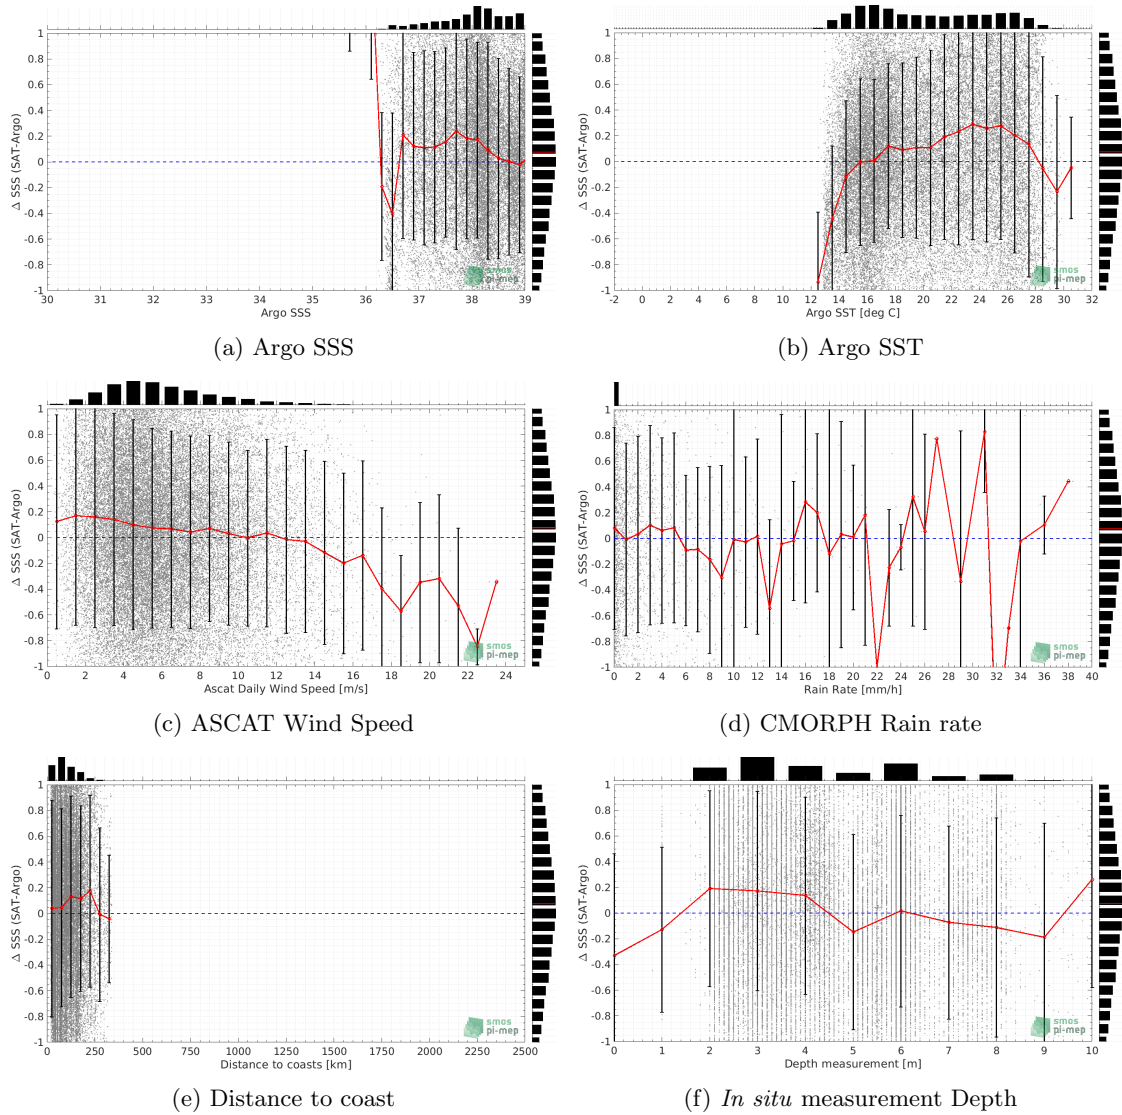 1
0.8
0.6
0.4
0.2
0
-0.2
-0.4
-0.6
-0.8
-1
Δ SSS (SAT-Argo)
30 31 32 33 34 35 36 37 38 39
Argo SSS
smos
pi-mep
(a) Argo SSS
1
0.8
0.6
0.4
0.2
0
-0.2
-0.4
-0.6
-0.8
-1
Δ SSS (SAT-Argo)
-2 0 2 4 6 8 10 12 14 16 18 20 22 24 26 28 30 32
Argo SST [deg C]
smos
pi-mep
(b) Argo SST
1
0.8
0.6
0.4
0.2
0
-0.2
-0.4
-0.6
-0.8
-1
Δ SSS (SAT-Argo)
0 2 4 6 8 10 12 14 16 18 20 22 24
Ascat Daily Wind Speed [m/s]
smos
pi-mep
(c) ASCAT Wind Speed
1
0.8
0.6
0.4
0.2
0
-0.2
-0.4
-0.6
-0.8
-1
Δ SSS (SAT-Argo)
0 2 4 6 8 10 12 14 16 18 20 22 24 26 28 30 32 34 36 38 40
Rain Rate [mm/h]
smos
pi-mep
(d) CMORPH Rain rate
1
0.8
0.6
0.4
0.2
0
-0.2
-0.4
-0.6
-0.8
-1
Δ SSS (SAT-Argo)
0 250 500 750 1000 1250 1500 1750 2000 2250 2500
Distance to coasts [km]
smos
pi-mep
(e) Distance to coast
1
0.8
0.6
0.4
0.2
0
-0.2
-0.4
-0.6
-0.8
-1
Δ SSS (SAT-Argo)
0 1 2 3 4 5 6 7 8 9 10
Depth measurement [m]
smos
pi-mep
(f) In situ measurement Depth